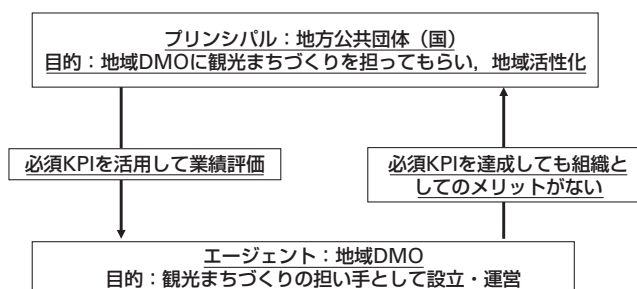 プリンシパル：地方公共団体（国）
目的：地域DMOに観光まちづくりを担ってもらい，地域活性化
必須KPIを活用して業績評価
必須KPIを達成しても組織と
してのメリットがない
エージェント：地域DMO
目的：観光まちづくりの担い手として設立・運営